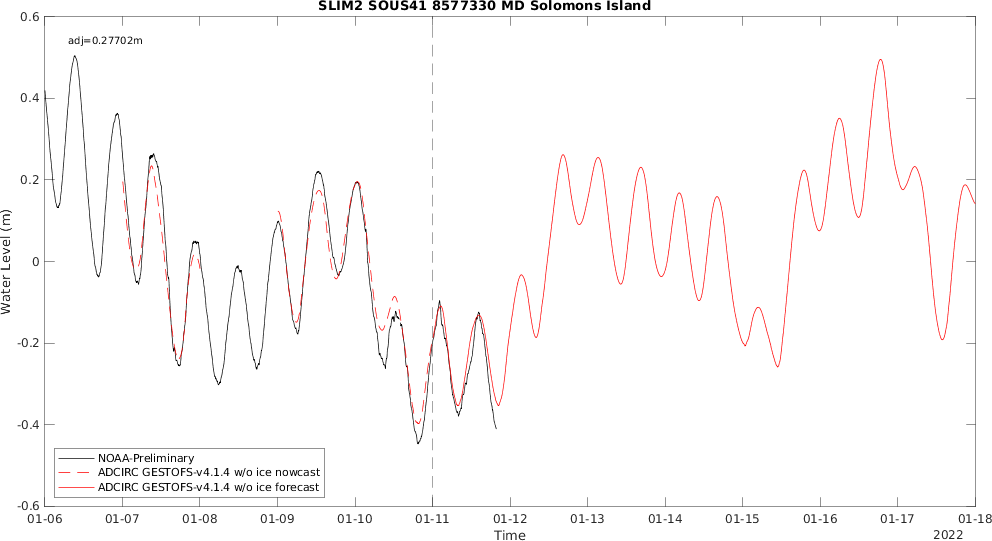 SLIM2 SOUS41 8577330 MD Solomons Island
adj=0.27702m
0.6
0.4
0.2
0
-0.2
-0.4
-0.6
Water Level (m)
NOAA-Preliminary
ADCIRC GESTOFS-v4.1.4 w/o ice nowcast
ADCIRC GESTOFS-v4.1.4 w/o ice forecast
01-06 01-07 01-08 01-09 01-10 01-11 01-12 01-13 01-14 01-15 01-16 01-17 01-18
Time
2022